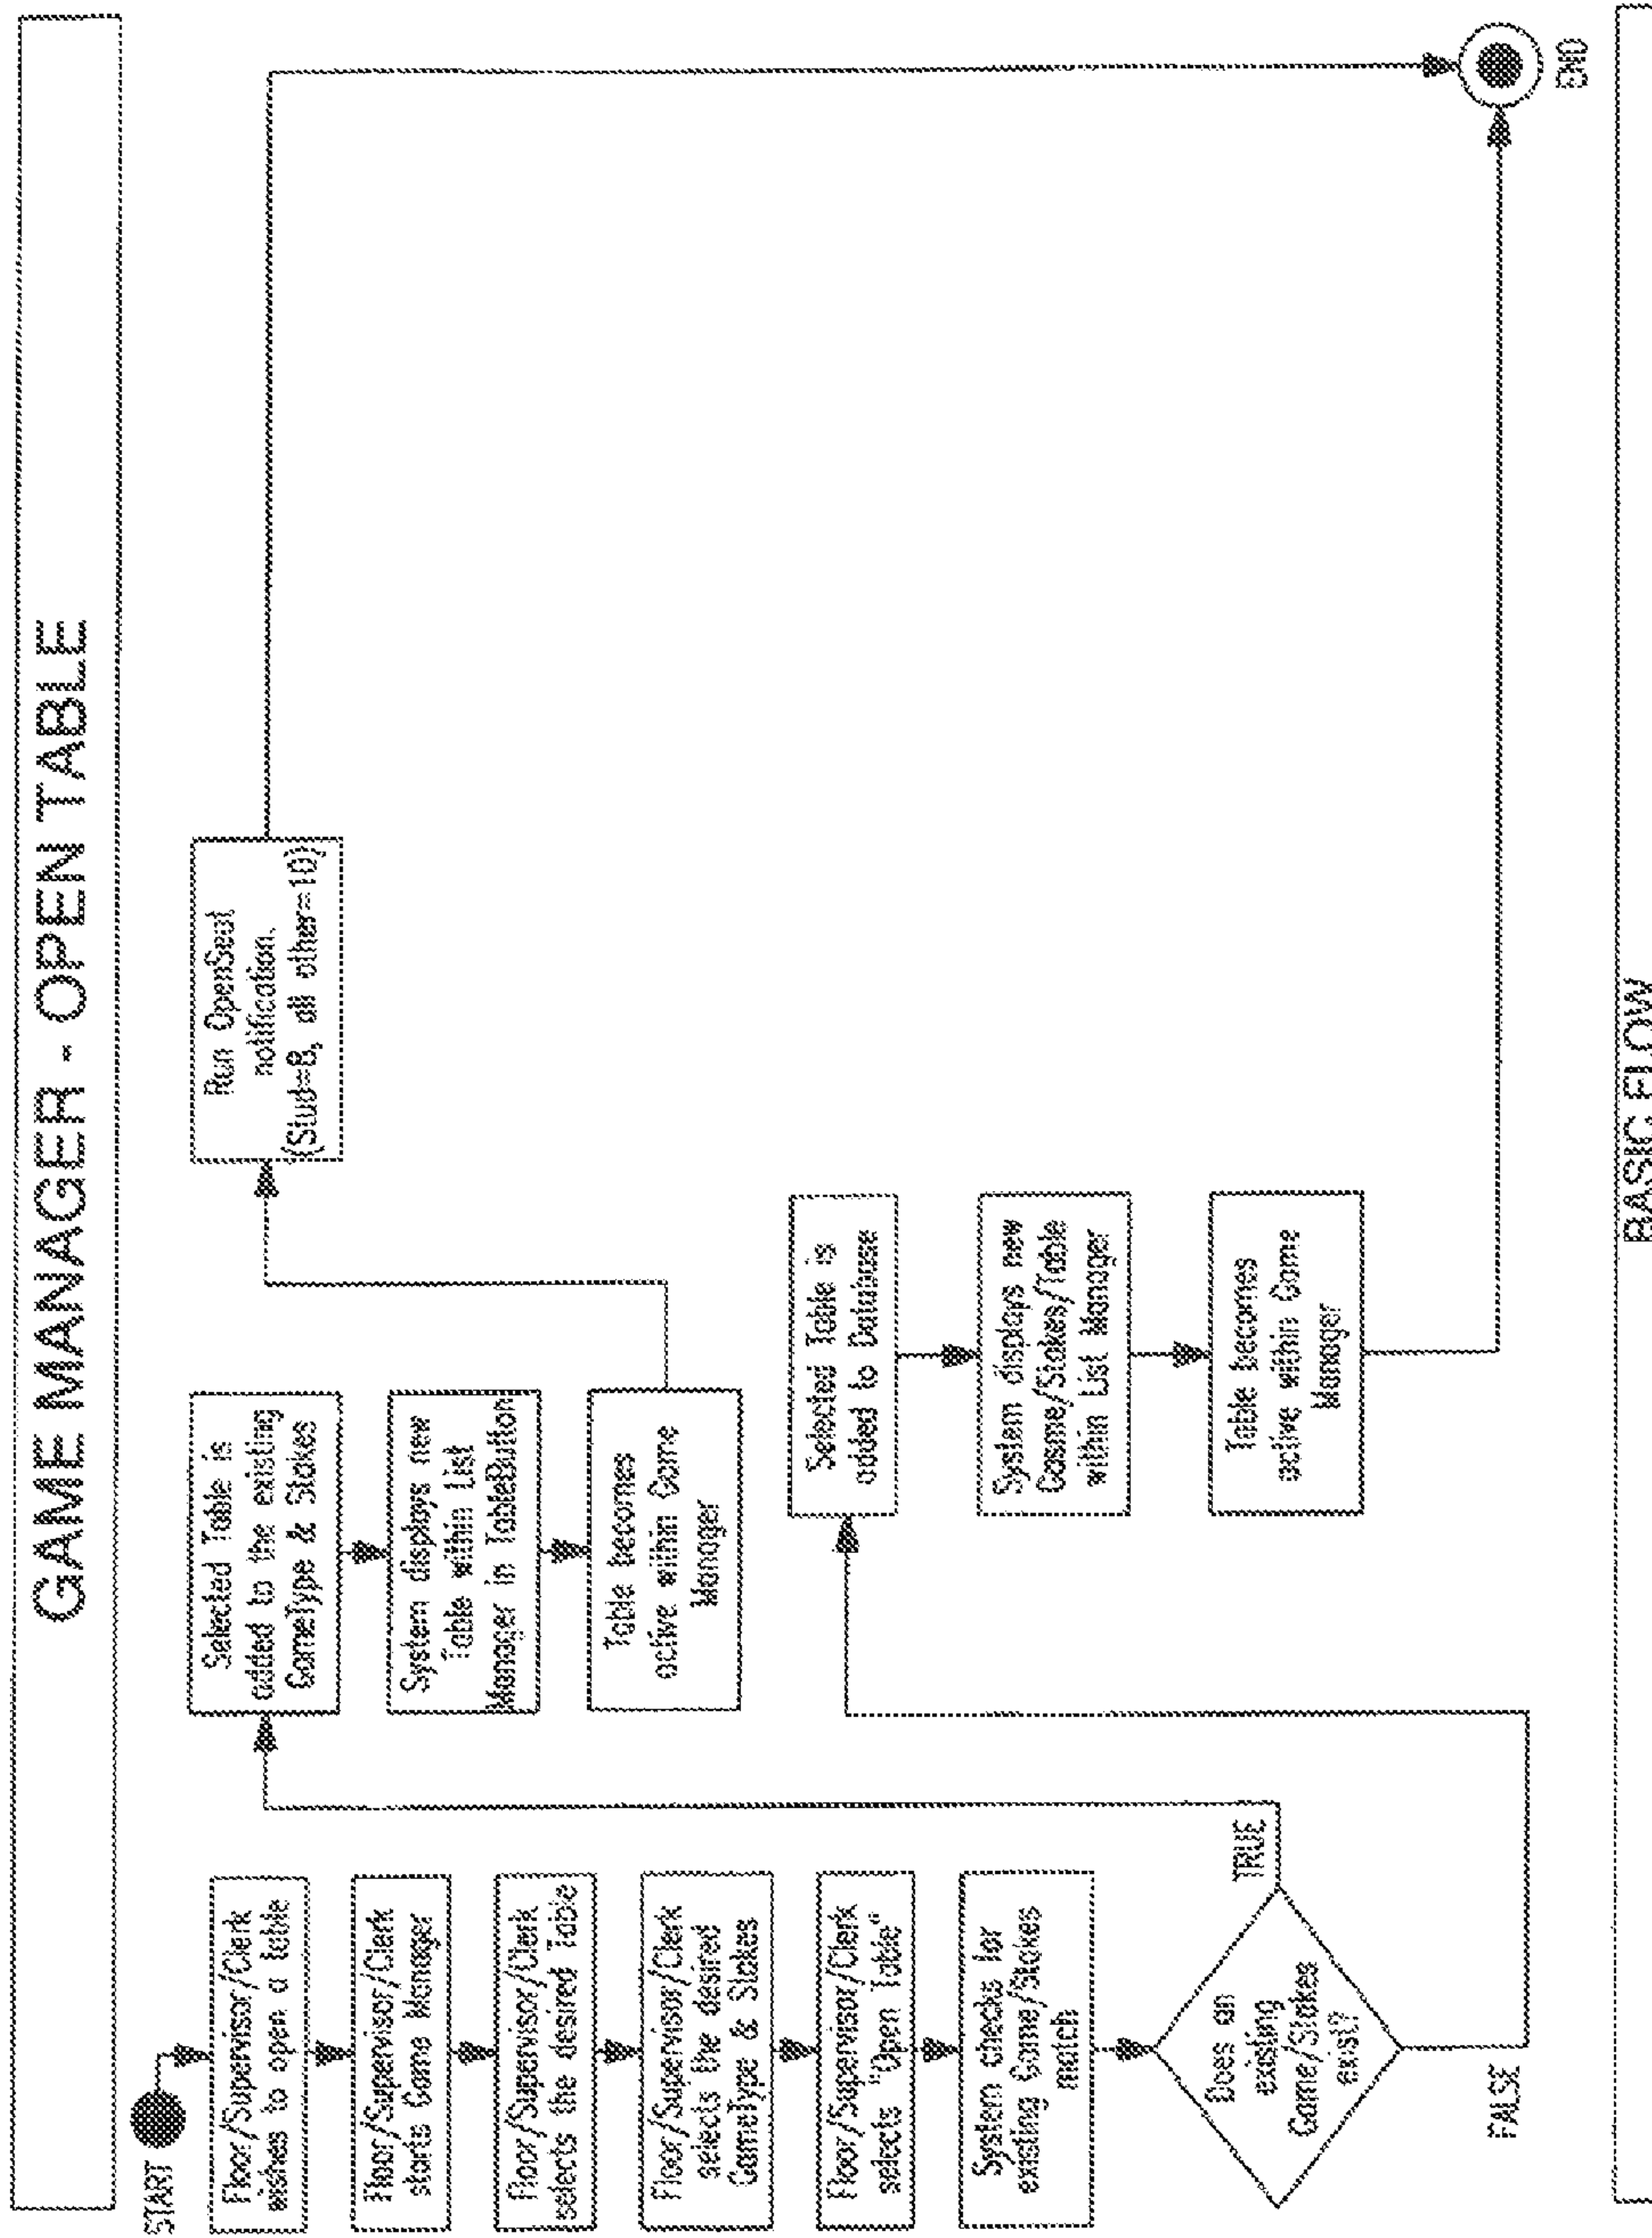 GAME MANAGER - OPEN TABLE
START
Floor/Supervisor/Clerk
wishes to open a table
Floor/Supervisor/Clerk
starts Game Manager
Floor/Supervisor/Clerk
selects the desired Table
Floor/Supervisor/Clerk
selects the desired
GameType & Stakes
Floor/Supervisor/Clerk
selects "Open Table"
System checks for
existing Game/Stakes
match
Does an
existing
Game/Stakes
exist?
TRUE
FALSE
Selected Table is
added to the existing
GameType & Stakes
System displays new
Table within List
Manager in TableButton
Table becomes
active within Game
Manager
Run OpenSeat
notification.
(Stud=8, all other=10)
Selected Table is
added to Database
System displays new
Gasme/Stakes/Table
within List Manager
Table becomes
active within Game
Manager
END
BASIC FLOW